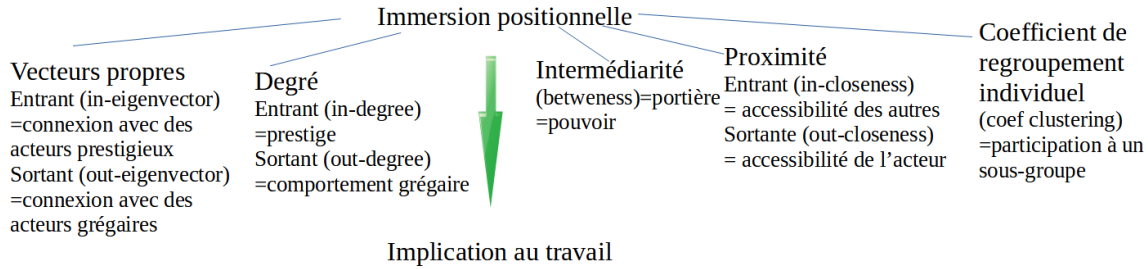 Immersion positionnelle
Vecteurs propres
Entrant (in-eigenvector)
=connexion avec des
acteurs prestigieux
Sortant (out-eigenvector)
=connexion avec des
acteurs grégaires
Degré
Entrant (in-degree)
=prestige
Sortant (out-degree)
=comportement grégaire
Intermédiarité
(betweness)=portière
=pouvoir
Proximité
Entrant (in-closeness)
= accessibilité des autres
Sortante (out-closeness)
= accessibilité de l’acteur
Coefficient de
regroupement
individuel
(coef clustering)
=participation à un
sous-groupe
Implication au travail